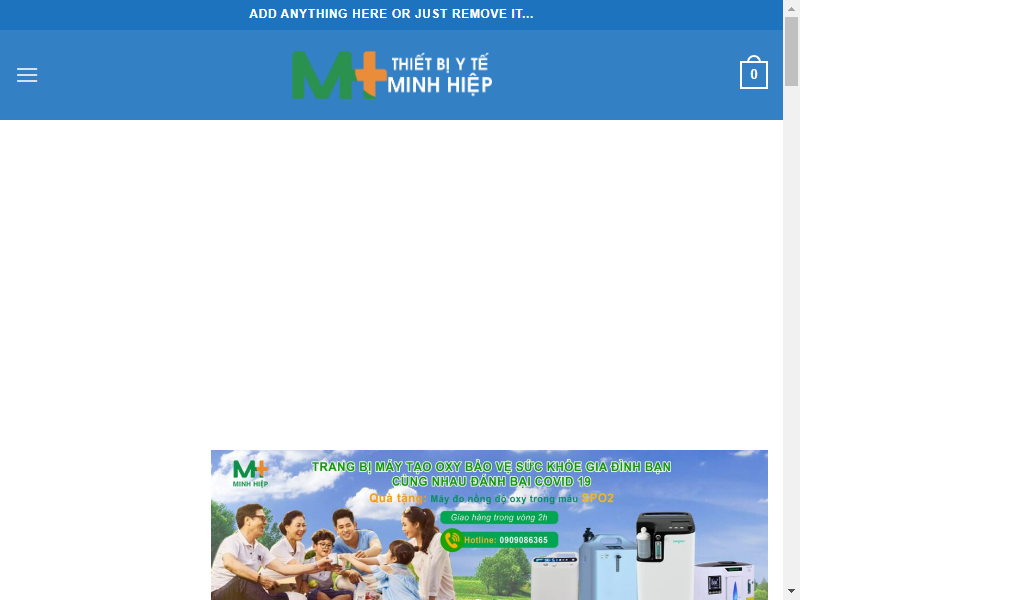 ADD ANYTHING HERE OR JUST REMOVE IT...
THIẾT BỊ Y TẾ
MINH HIỆP
0
MINH HIỆP
TRANG BỊ MÁY TẠO OXY BẢO VỆ SỨC KHỎE GIA ĐÌNH BẠN
CÙNG NHAU ĐÁNH BẠI COVID 19
Quà tặng: Máy đo nồng độ oxy trong máu SPO2
Giao hàng trong vòng 2h
Hotline: 0909086365